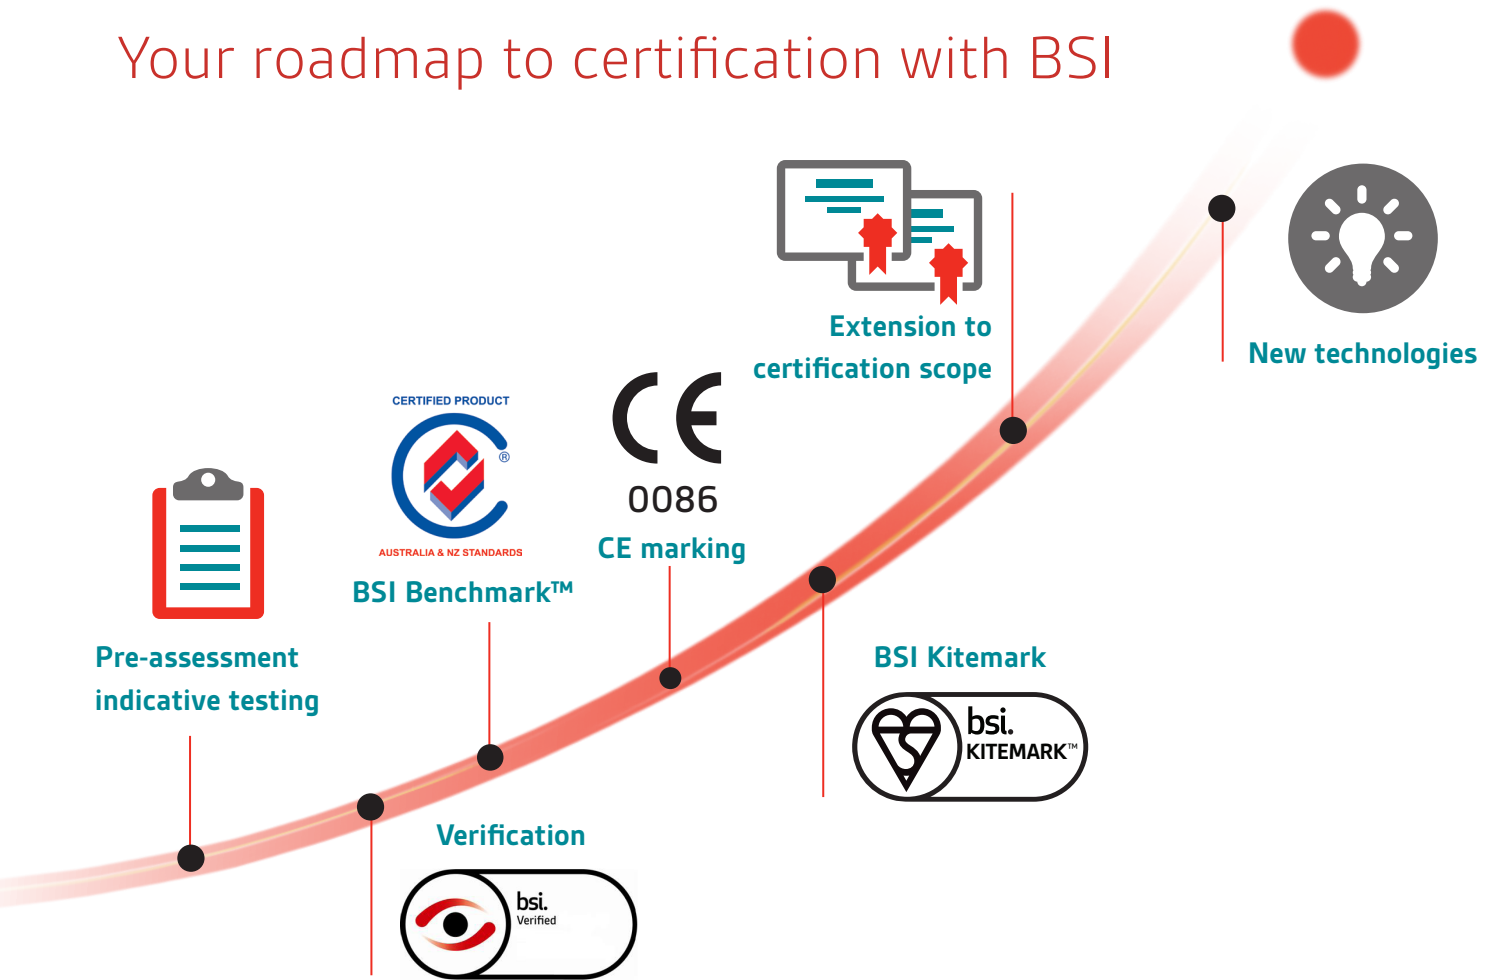 Your roadmap to certification with BSI
Extension to
certification scope
New technologies
CERTIFIED PRODUCT
®
AUSTRALIA & NZ STANDARDS
BSI Benchmark™
CE
0086
CE marking
Pre-assessment
indicative testing
BSI Kitemark
bsi.
KITEMARK™
Verification
bsi.
Verified